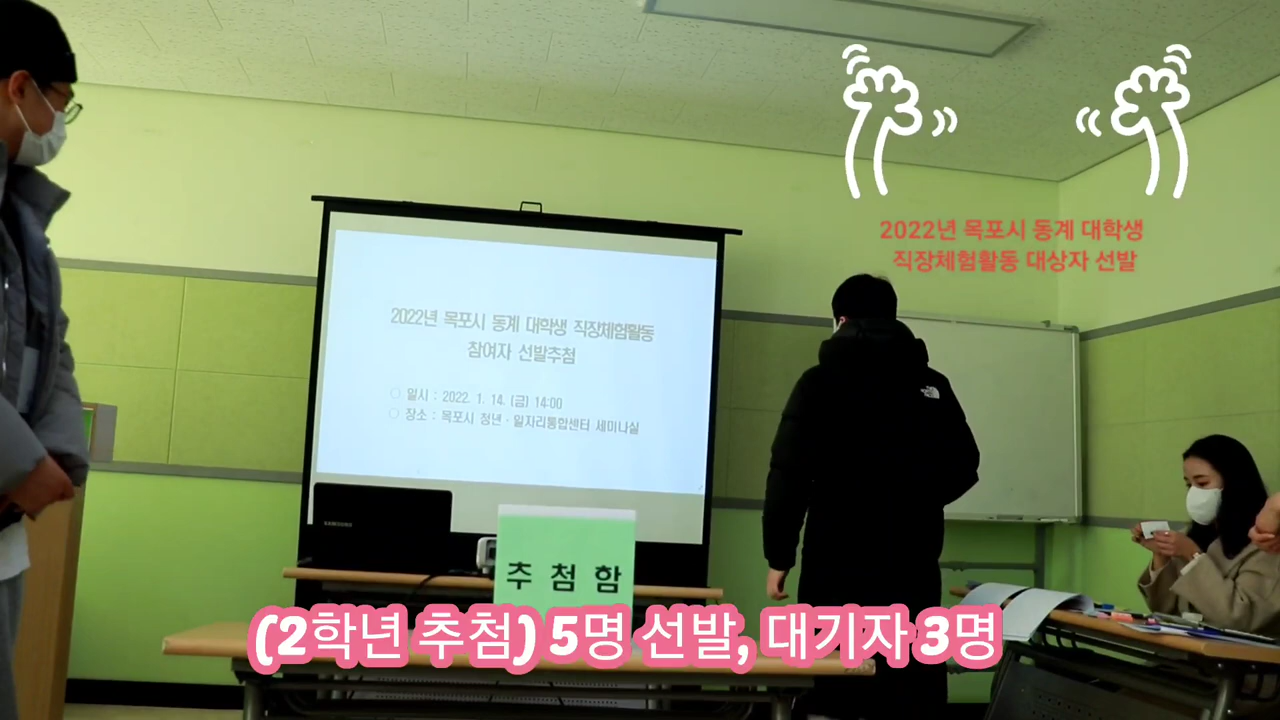 2022년 목포시 동계 대학생
직장체험활동 대상자 선발
2022년 목포시 동계 대학생 직장체험활동
참여자 선발추첨
○ 일시 : 2022. 1. 14. (금) 14:00
○ 장소 : 목포시 청년·일자리통합센터 세미나실
SAMSUNG
추첨함
(2학년 추첨) 5명 선발, 대기자 3명